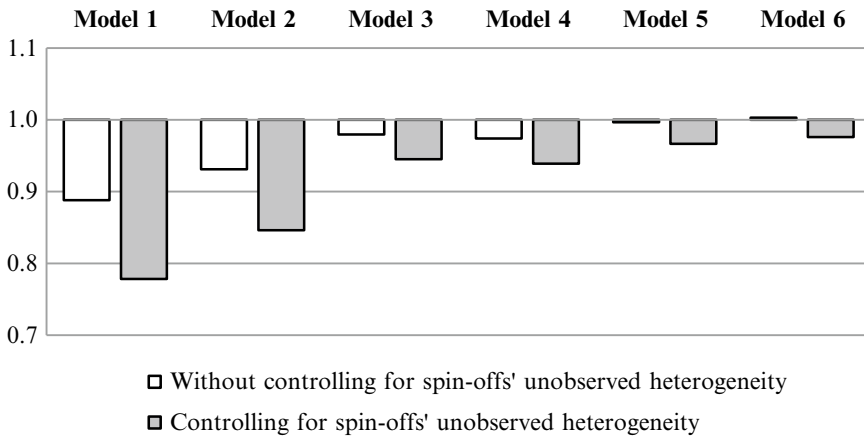 Model 1 Model 2 Model 3 Model 4 Model 5 Model 6
1.1
1.0
0.9
0.8
0.7
Without controlling for spin-offs' unobserved heterogeneity
Controlling for spin-offs' unobserved heterogeneity